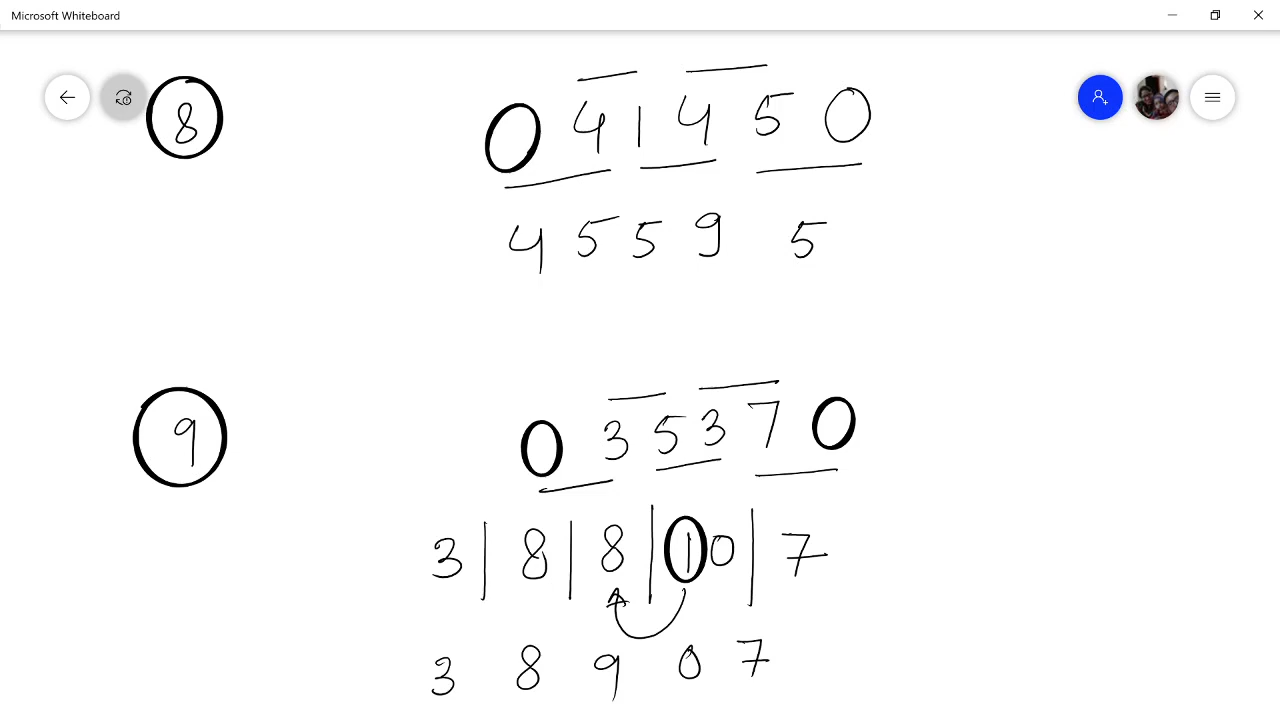 Microsoft Whiteboard
8
0 4 1 4 5 0
4 5 5 9 5
9
0 3 5 3 7 0
3 | 8 | 8 | 1 0 | 7
3 8 9 0 7